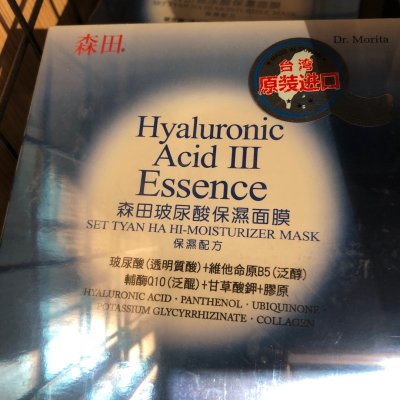 森田
Dr. Morita
台湾
原装进口
Hyaluronic
Acid III
Essence
森田玻尿酸保濕面膜
SET TYAN HA HI-MOISTURIZER MASK
保濕配方
玻尿酸(透明質酸)+維他命原B5(泛醇)
輔酶Q10(泛醌)+甘草酸鉀+膠原
HYALURONIC ACID · PANTHENOL · UBIQUINONE ·
POTASSIUM GLYCYRRHIZINATE · COLLAGEN